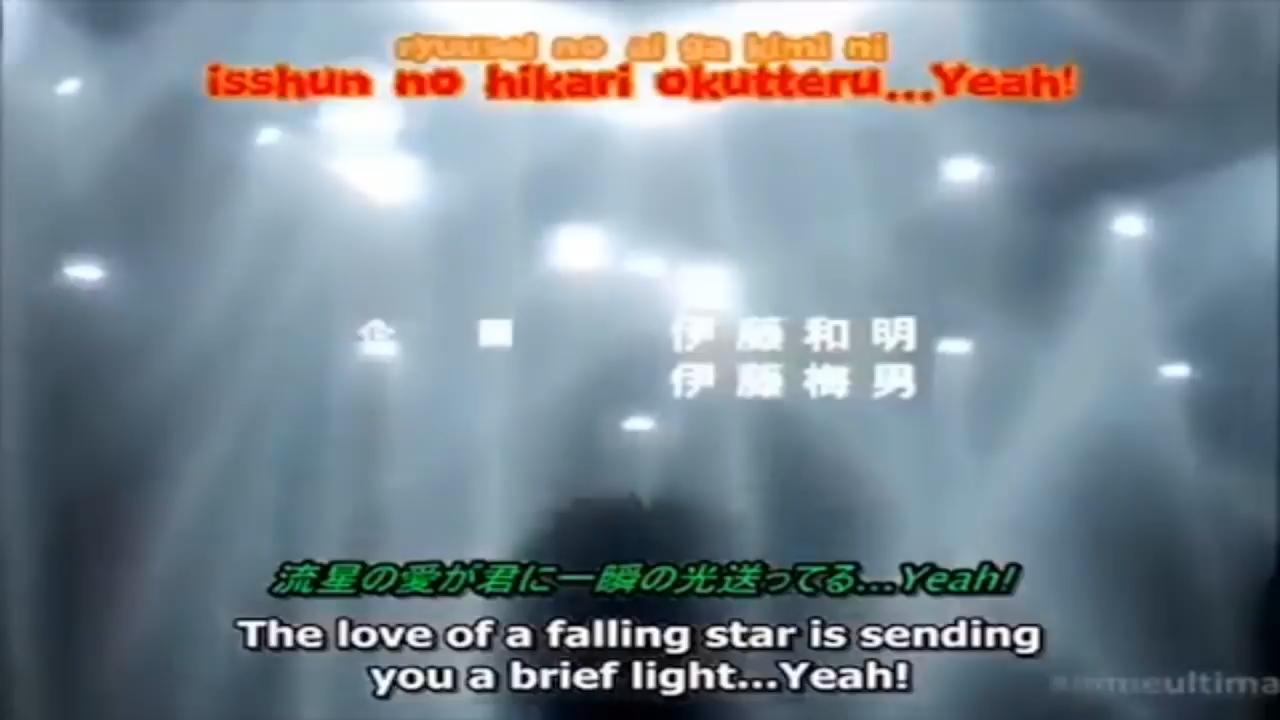 ryuusei no ai ga kimi ni
isshun no hikari okutteru...Yeah!
企 画 伊藤和明
伊藤梅男
流星の愛が君に一瞬の光送ってる...Yeah!
The love of a falling star is sending
you a brief light...Yeah!
animeultima